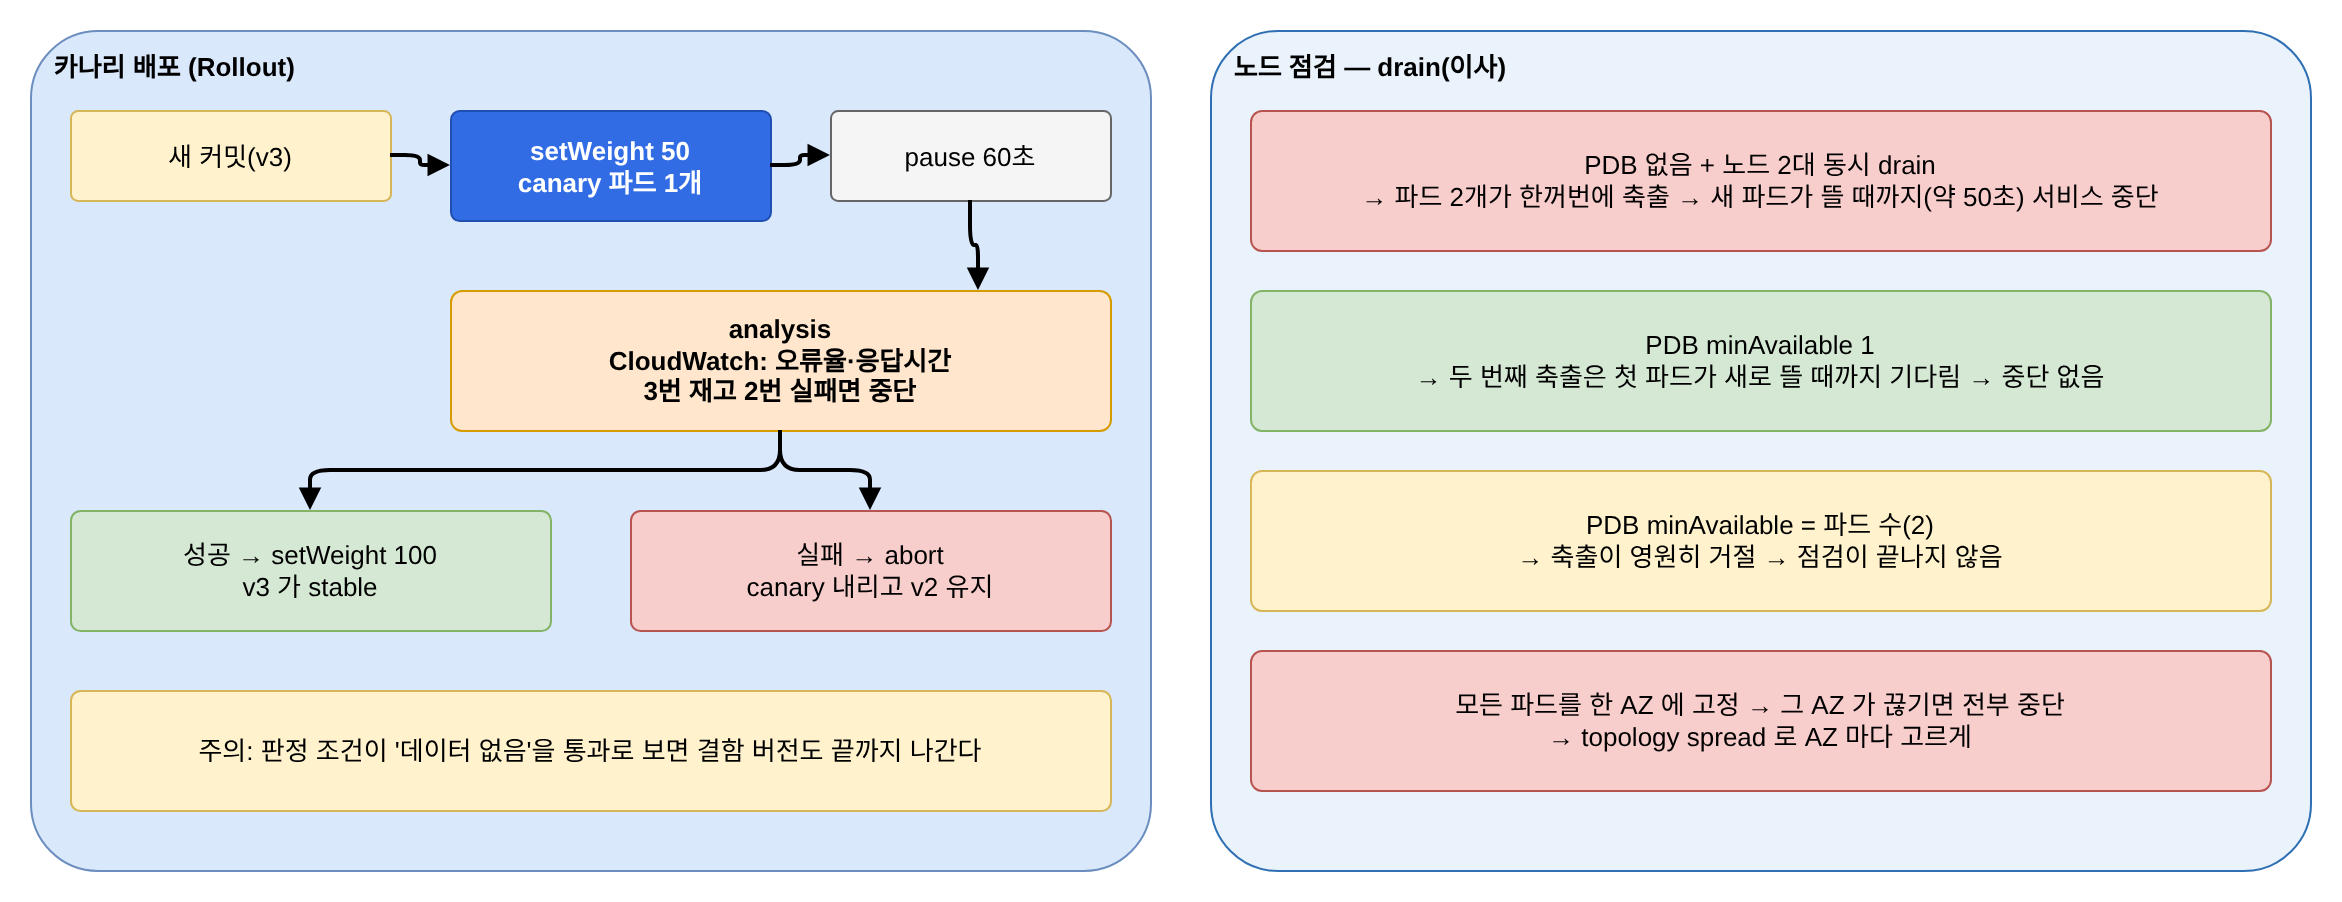 카나리 배포 (Rollout)
새 커밋(v3)
setWeight 50
canary 파드 1개
pause 60초
analysis
CloudWatch: 오류율·응답시간
3번 재고 2번 실패면 중단
성공 → setWeight 100
v3 가 stable
실패 → abort
canary 내리고 v2 유지
주의: 판정 조건이 '데이터 없음'을 통과로 보면 결함 버전도 끝까지 나간다
노드 점검 — drain(이사)
PDB 없음 + 노드 2대 동시 drain
→ 파드 2개가 한꺼번에 축출 → 새 파드가 뜰 때까지(약 50초) 서비스 중단
PDB minAvailable 1
→ 두 번째 축출은 첫 파드가 새로 뜰 때까지 기다림 → 중단 없음
PDB minAvailable = 파드 수(2)
→ 축출이 영원히 거절 → 점검이 끝나지 않음
모든 파드를 한 AZ 에 고정 → 그 AZ 가 끊기면 전부 중단
→ topology spread 로 AZ 마다 고르게